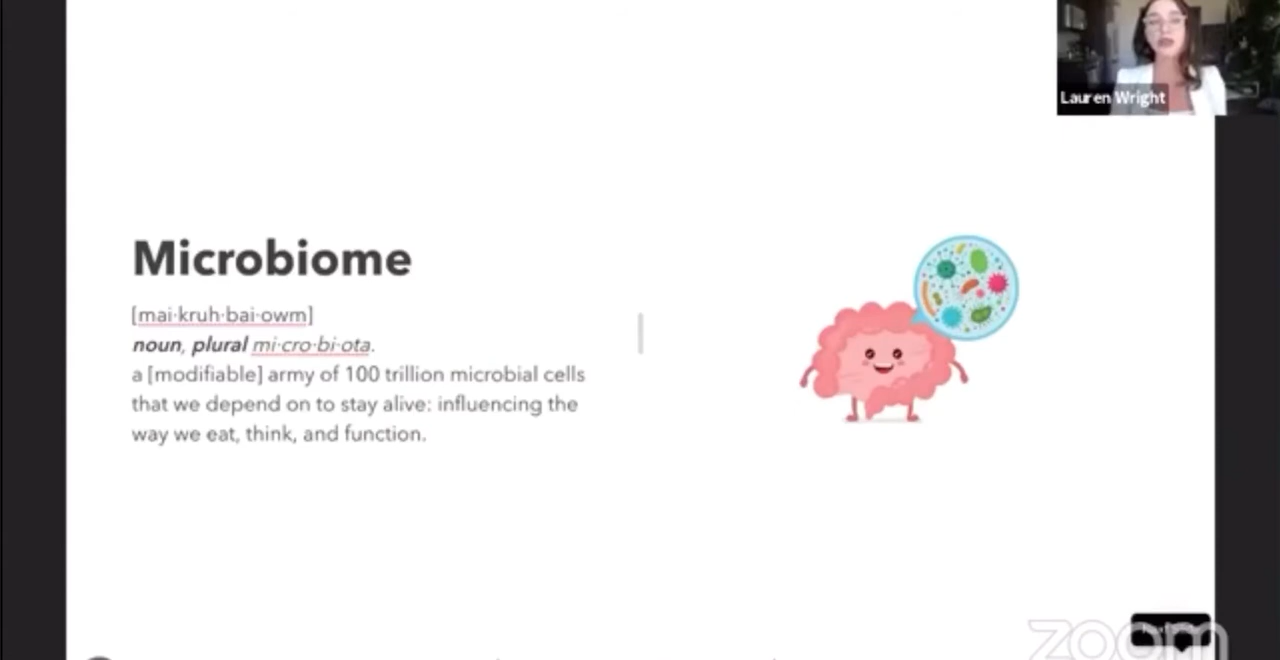 Lauren Wright
Microbiome
[mai·kruh·bai·owm]
noun, plural mi·cro·bi·ota.
a [modifiable] army of 100 trillion microbial cells
that we depend on to stay alive: influencing the
way we eat, think, and function.
zoom